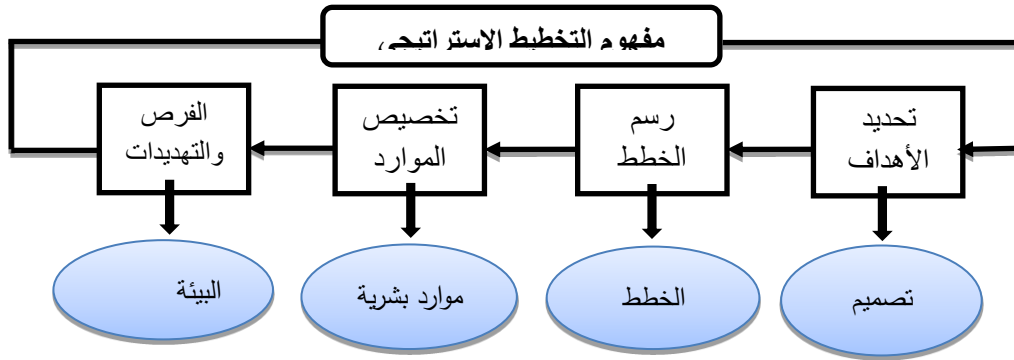 مفهوم التخطيط الاستراتيجي
تحديد
الأهداف
رسم
الخطط
تخصيص
الموارد
الفرص
والتهديدات
تصميم
الخطط
موارد بشرية
البيئة